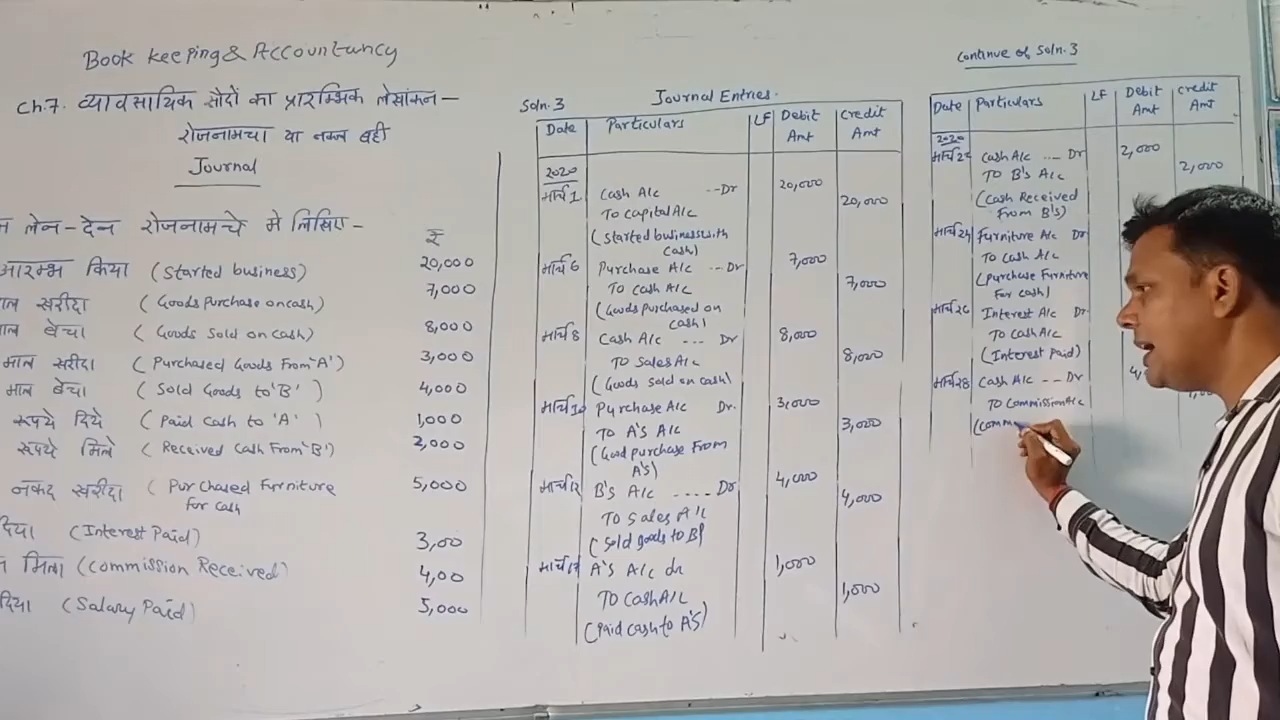 Book Keeping & Accountancy
Ch.7. व्यावसायिक सौदों का प्रारम्भिक लेखांकन –
रोजनामचा या नकल बही
Journal
लेन-देन रोजनामचे मे लिखिए –
₹
आरम्भ किया (Started business) 20,000
खरीदा (Goods Purchase on cash) 7,000
बेचा (Goods Sold on Cash) 8,000
माल खरीदा (Purchased Goods From 'A') 3,000
माल बेचा (Sold Goods to 'B') 4,000
रूपये दिये (Paid Cash to 'A') 1,000
रूपये मिले (Received Cash From 'B') 2,000
नकद खरीदा (Purchased Furniture
For Cash) 5,000
दिया (Interest Paid) 3,00
मिला (Commission Received) 4,00
दिया (Salary Paid) 5,000
Soln. 3 Journal Entries.
Date Particulars LF Debit Amt Credit Amt
2020
मार्च 1 Cash A/c --Dr 20,000
To Capital A/c 20,000
(Started business with
Cash)
मार्च 6 Purchase A/c --Dr 7,000
To Cash A/c 7,000
(Goods Purchased on
Cash)
मार्च 8 Cash A/c --- Dr 8,000
To Sales A/c 8,000
(Goods Sold on Cash)
मार्च 10 Purchase A/c Dr. 3,000
To A's A/c 3,000
(Good Purchase From
A's)
मार्च 12 B's A/c .... Dr 4,000
To Sales A/c 4,000
(Sold goods to B)
मार्च 17 A's A/c dr 1,000
To Cash A/c 1,000
(Paid Cash to A's)
Continue of Soln. 3
Date Particulars LF Debit Amt Credit Amt
2020
मार्च Cash A/c --- Dr 2,000
To B's A/c 2,000
(Cash Received
From B's)
मार्च 24 Furniture A/c Dr
To Cash A/c
(Purchase Furniture
For Cash)
मार्च 26 Interest A/c Dr
To Cash A/c
(Interest Paid)
मार्च 28 Cash A/c -- Dr
To Commission A/c
(Comm